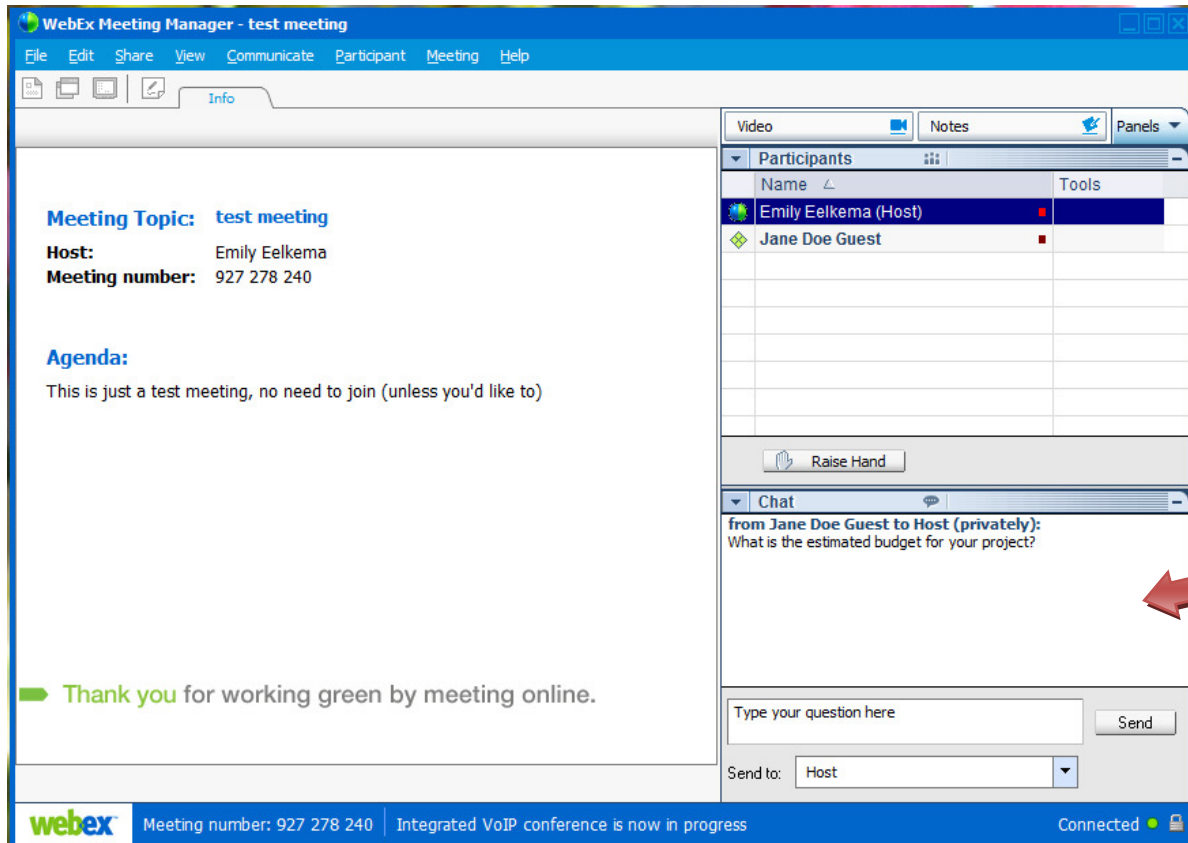 WebEx Meeting Manager - test meeting
File Edit Share View Communicate Participant Meeting Help
Info
Video Notes Panels
Participants
Name Tools
Emily Eelkema (Host)
Jane Doe Guest
Meeting Topic: test meeting
Host: Emily Eelkema
Meeting number: 927 278 240
Agenda:
This is just a test meeting, no need to join (unless you'd like to)
Raise Hand
Chat
from Jane Doe Guest to Host (privately):
What is the estimated budget for your project?
Thank you for working green by meeting online.
Type your question here
Send
Send to: Host
webex Meeting number: 927 278 240 Integrated VoIP conference is now in progress Connected